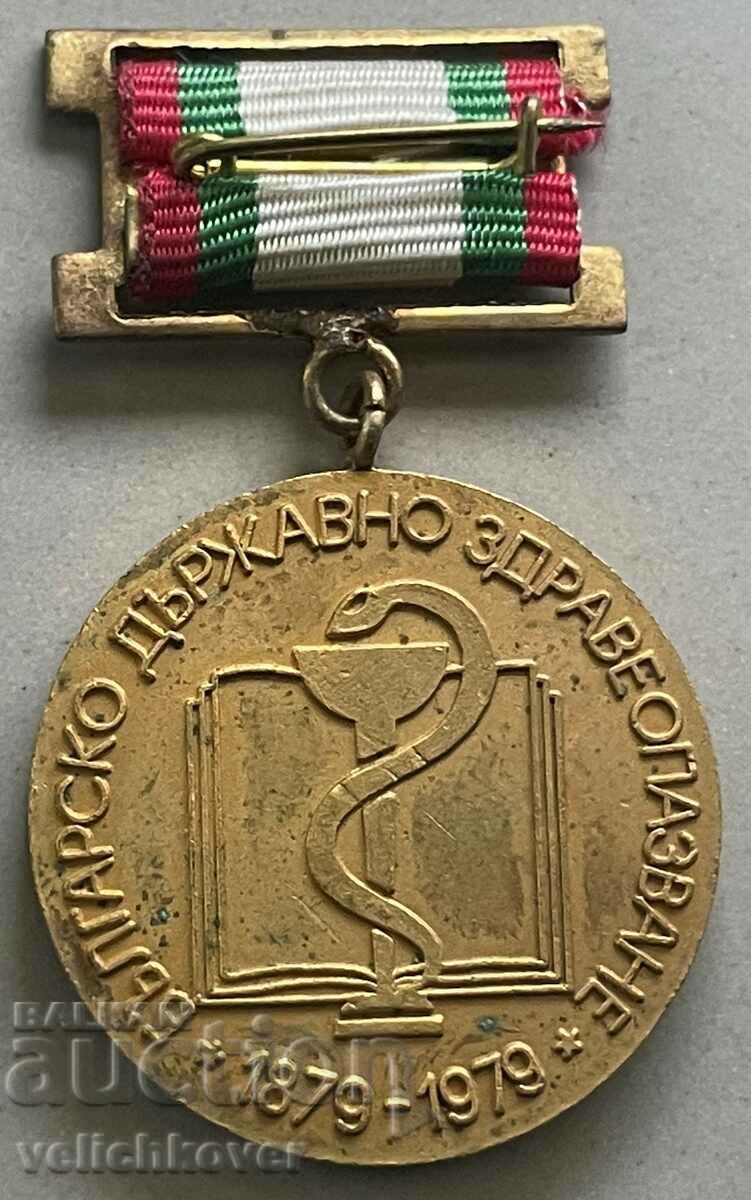 БЪЛГАРСКО ДЪРЖАВНО ЗДРАВЕОПАЗВАНЕ
* 1879-1979 *
BALKAN
auction
velichkover